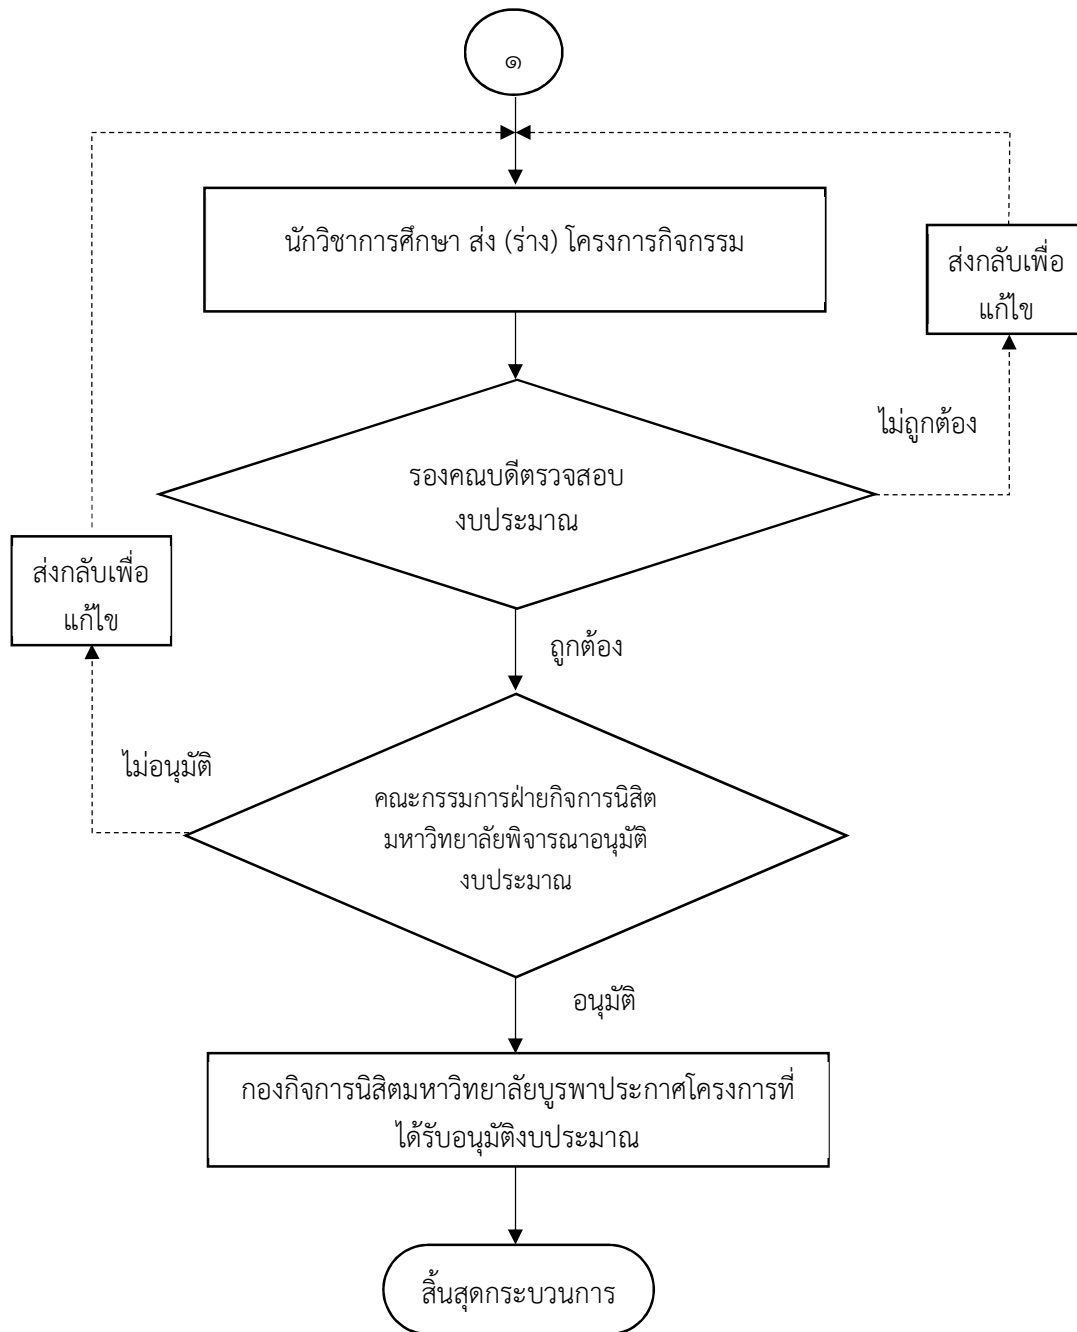 ๑
นักวิชาการศึกษา ส่ง (ร่าง) โครงการกิจกรรม
ส่งกลับเพื่อ
แก้ไข
ไม่ถูกต้อง
รองคณบดีตรวจสอบ
งบประมาณ
ส่งกลับเพื่อ
แก้ไข
ถูกต้อง
ไม่อนุมัติ
คณะกรรมการฝ่ายกิจการนิสิต
มหาวิทยาลัยพิจารณาอนุมัติ
งบประมาณ
อนุมัติ
กองกิจการนิสิตมหาวิทยาลัยบูรพาประกาศโครงการที่
ได้รับอนุมัติงบประมาณ
สิ้นสุดกระบวนการ